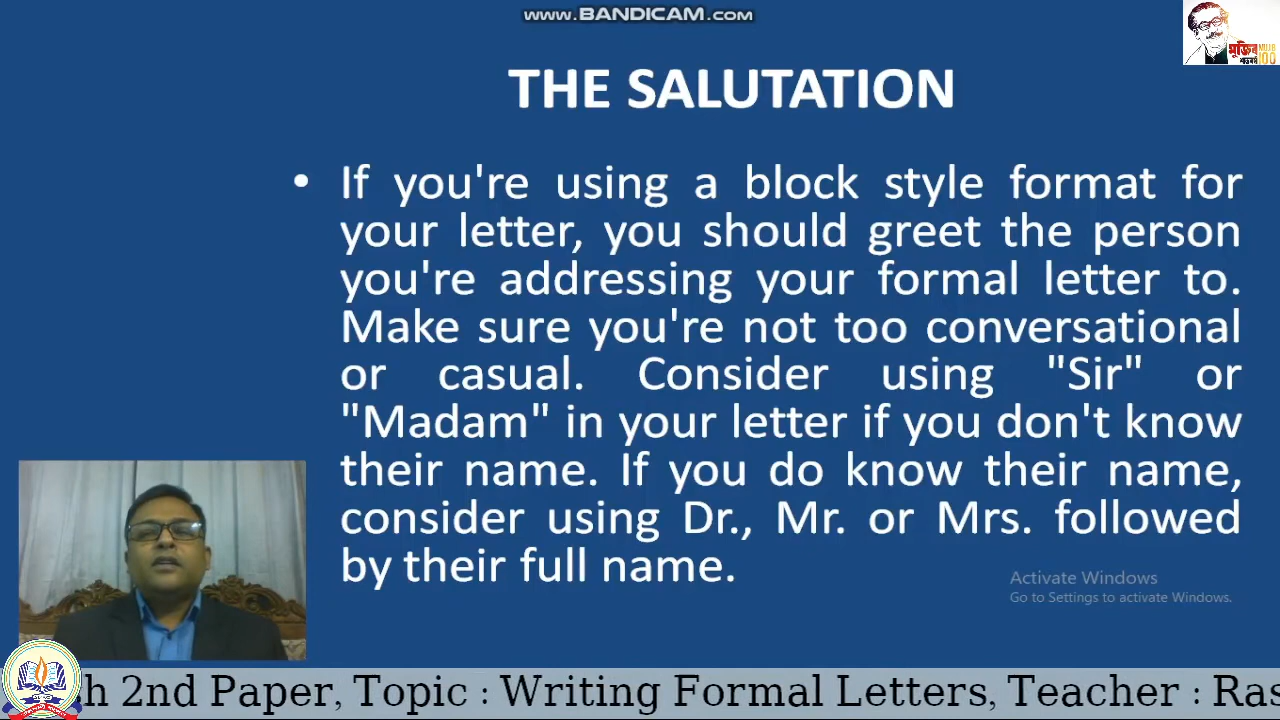 www.BANDICAM.com
মুজিব
শতবর্ষ
100
THE SALUTATION
• If you're using a block style format for
your letter, you should greet the person
you're addressing your formal letter to.
Make sure you're not too conversational
or casual. Consider using "Sir" or
"Madam" in your letter if you don't know
their name. If you do know their name,
consider using Dr., Mr. or Mrs. followed
by their full name.
Activate Windows
Go to Settings to activate Windows.
h 2nd Paper, Topic : Writing Formal Letters, Teacher : Ras